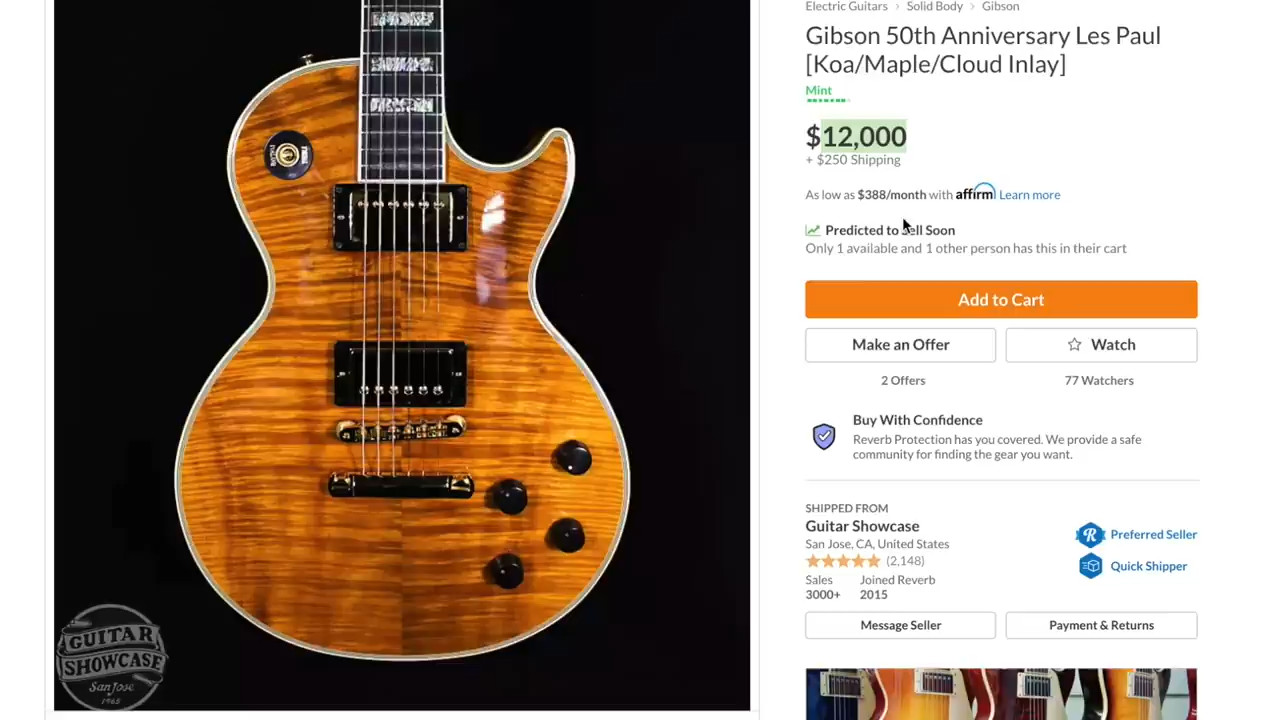 Electric Guitars > Solid Body > Gibson
Gibson 50th Anniversary Les Paul
[Koa/Maple/Cloud Inlay]
Mint
$12,000
+ $250 Shipping
As low as $388/month with affirm Learn more
Predicted to Sell Soon
Only 1 available and 1 other person has this in their cart
Add to Cart
Make an Offer
Watch
2 Offers
77 Watchers
Buy With Confidence
Reverb Protection has you covered. We provide a safe
community for finding the gear you want.
SHIPPED FROM
Guitar Showcase
San Jose, CA, United States
(2,148)
Sales
3000+
Joined Reverb
2015
R Preferred Seller
Quick Shipper
Message Seller
Payment & Returns
GUITAR
SHOWCASE
San Jose
1965